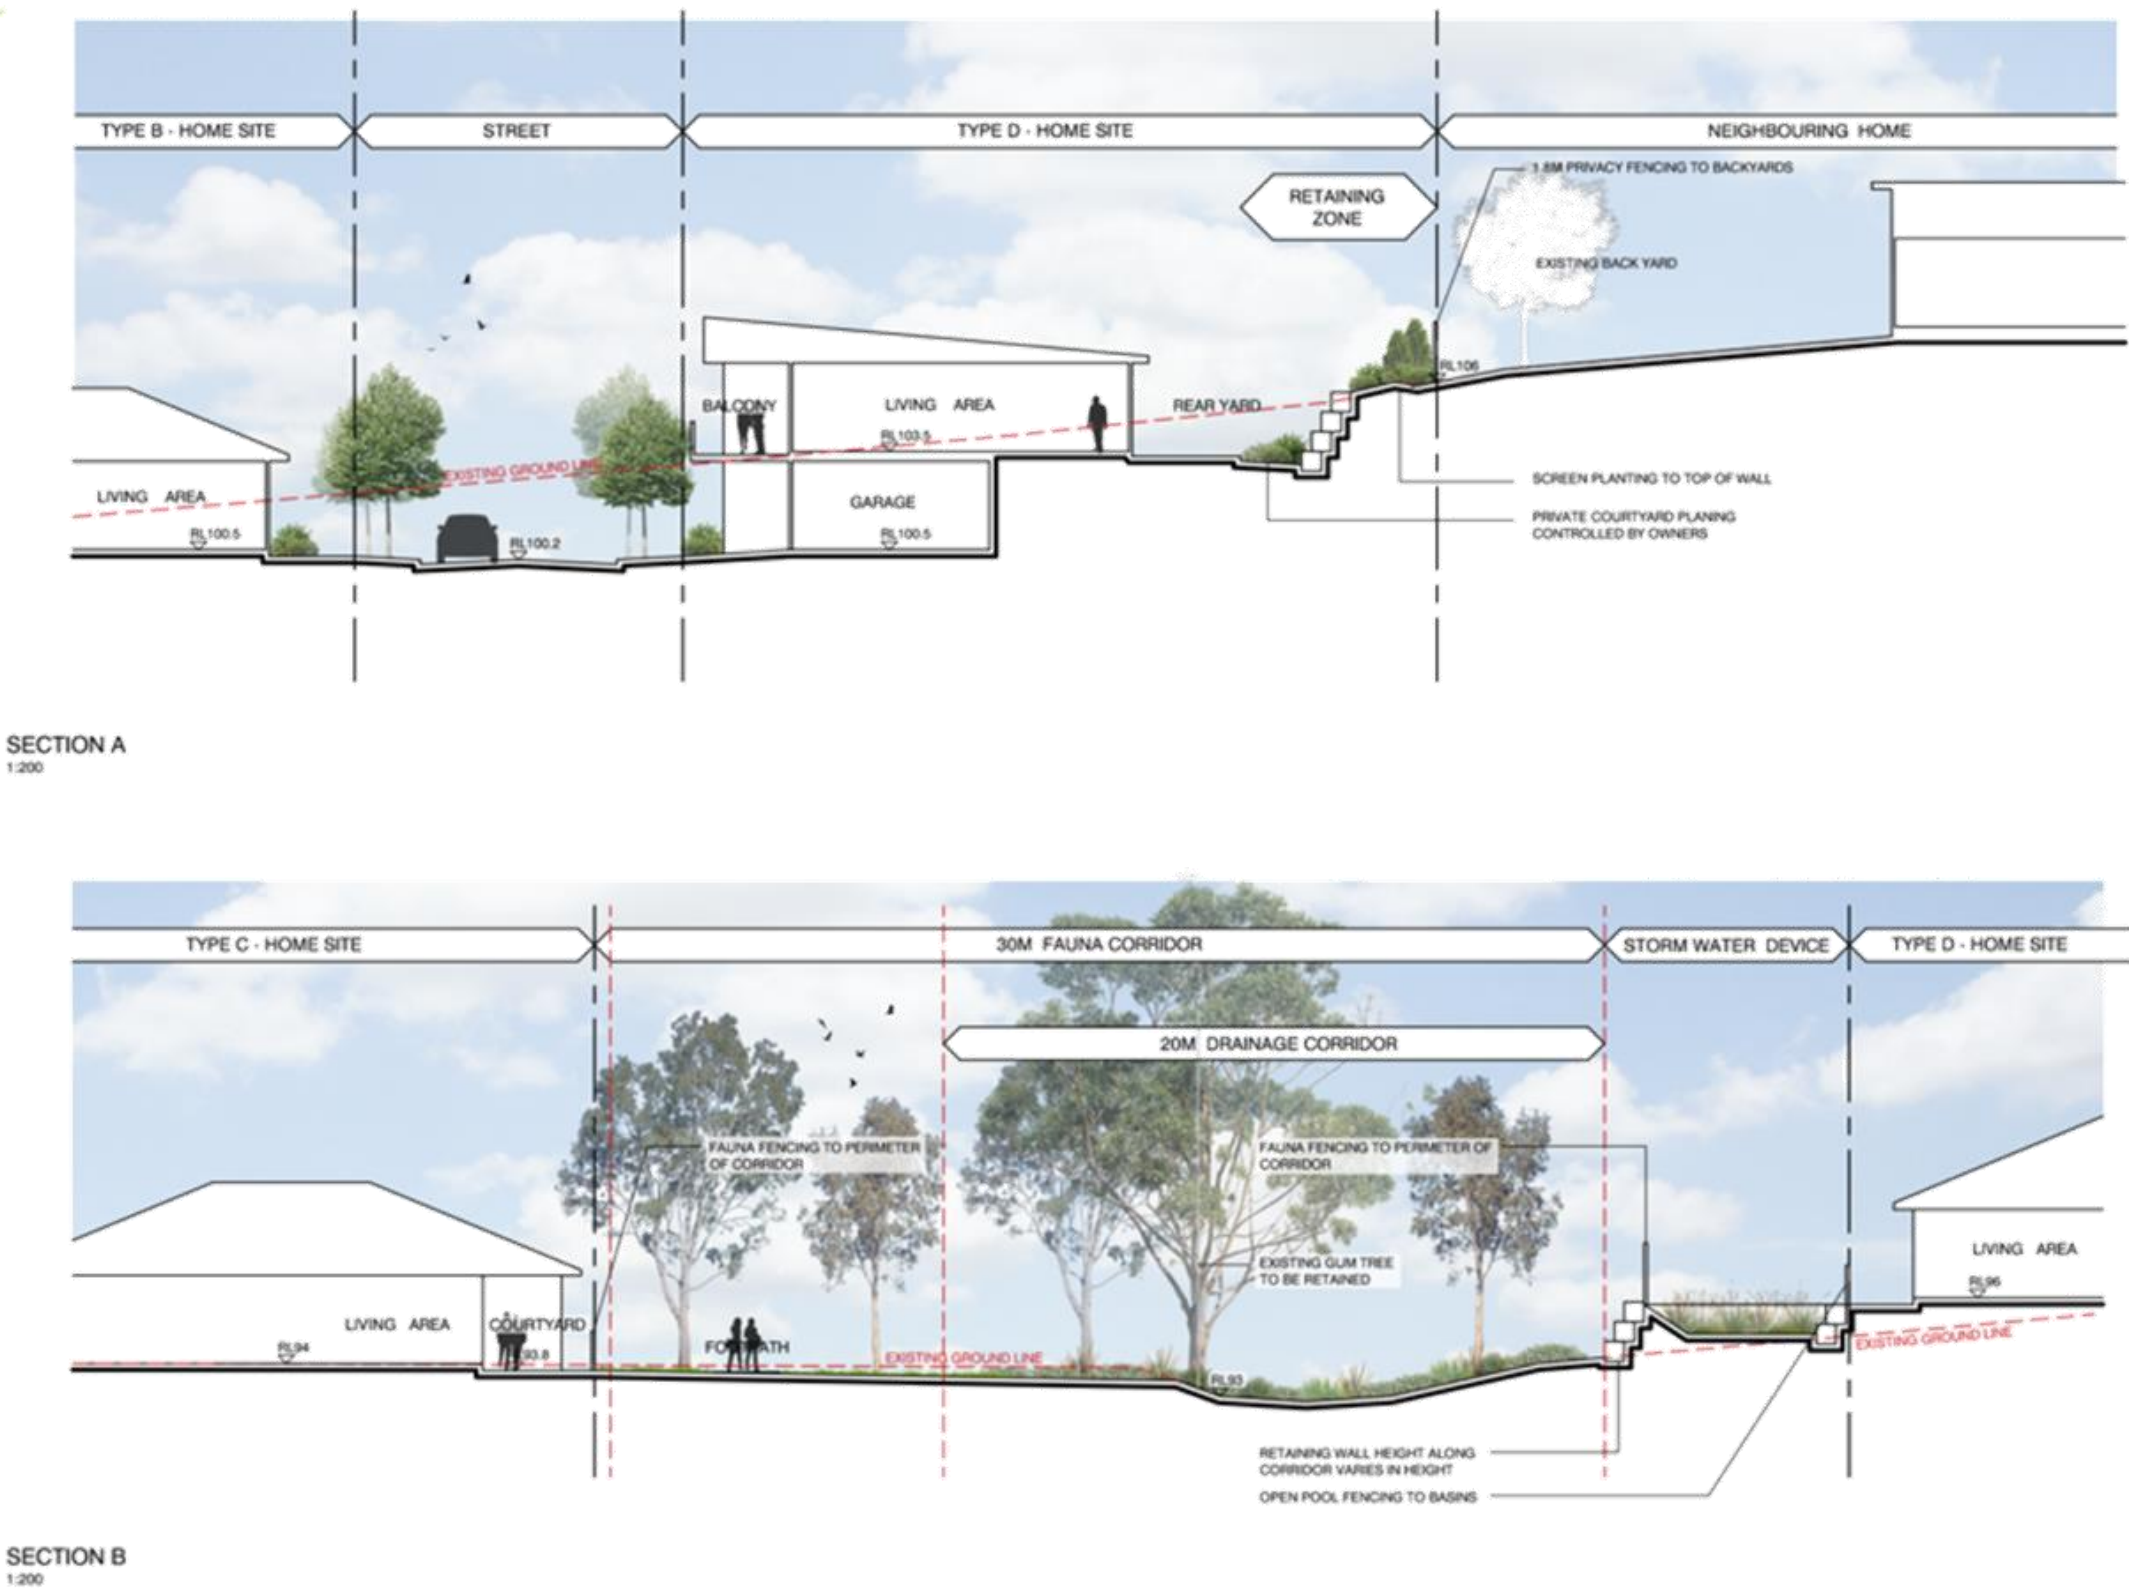 TYPE B - HOME SITE
STREET
TYPE D - HOME SITE
NEIGHBOURING HOME
1.8M PRIVACY FENCING TO BACKYARDS
RETAINING
ZONE
EXISTING BACK YARD
RL106
BALCONY
LIVING AREA
REAR YARD
RL103.5
EXISTING GROUND LINE
LIVING AREA
GARAGE
SCREEN PLANTING TO TOP OF WALL
PRIVATE COURTYARD PLANING
CONTROLLED BY OWNERS
RL100.5
RL100.2
RL100.5
SECTION A
1:200
TYPE C - HOME SITE
30M FAUNA CORRIDOR
STORM WATER DEVICE
TYPE D - HOME SITE
20M DRAINAGE CORRIDOR
FAUNA FENCING TO PERIMETER
OF CORRIDOR
FAUNA FENCING TO PERIMETER OF
CORRIDOR
EXISTING GUM TREE
TO BE RETAINED
LIVING AREA
RL96
LIVING AREA
COURTYARD
RL94
93.8
FOOTPATH
EXISTING GROUND LINE
EXISTING GROUND LINE
RL93
RETAINING WALL HEIGHT ALONG
CORRIDOR VARIES IN HEIGHT
OPEN POOL FENCING TO BASINS
SECTION B
1:200